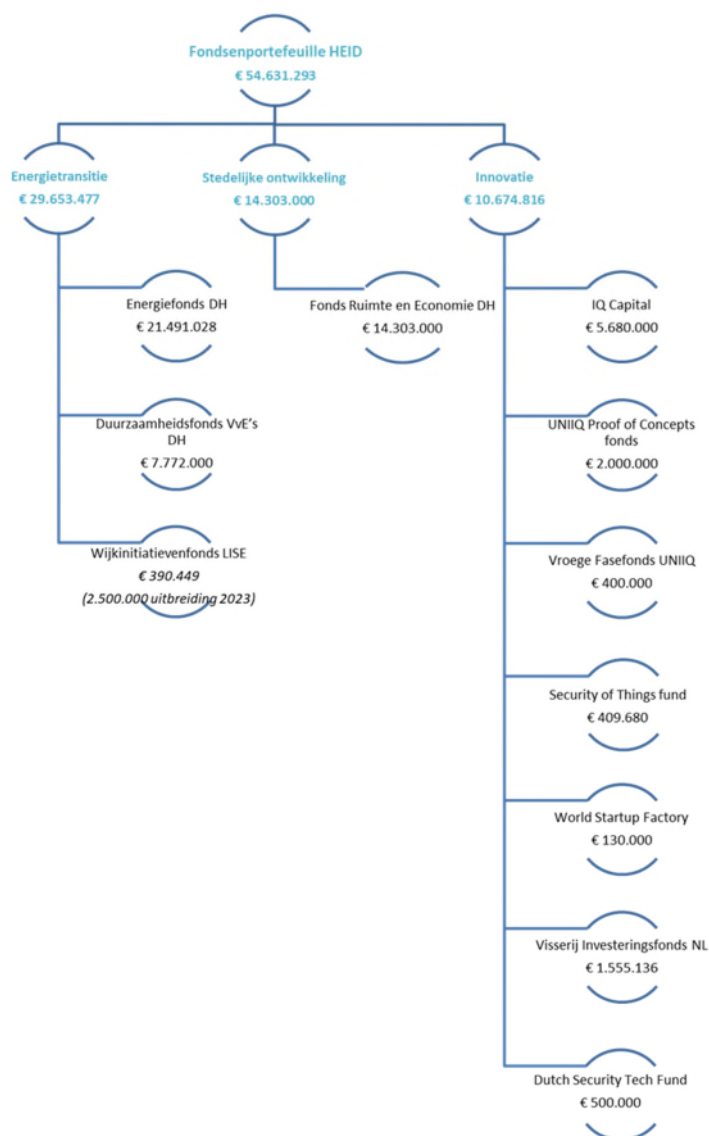 Fondsenportefeuille HEID
€ 54.631.293
Energietransitie
€ 29.653.477
Stedelijke ontwikkeling
€ 14.303.000
Innovatie
€ 10.674.816
Energiefonds DH
€ 21.491.028
Duurzaamheidsfonds VvE's
DH
€ 7.772.000
Wijkinitiatievenfonds LISE
€ 390.449
(2.500.000 uitbreiding 2023)
Fonds Ruimte en Economie DH
€ 14.303.000
IQ Capital
€ 5.680.000
UNIIQ Proof of Concepts
fonds
€ 2.000.000
Vroege Fasefonds UNIIQ
€ 400.000
Security of Things fund
€ 409.680
World Startup Factory
€ 130.000
Visserij Investeringsfonds NL
€ 1.555.136
Dutch Security Tech Fund
€ 500.000